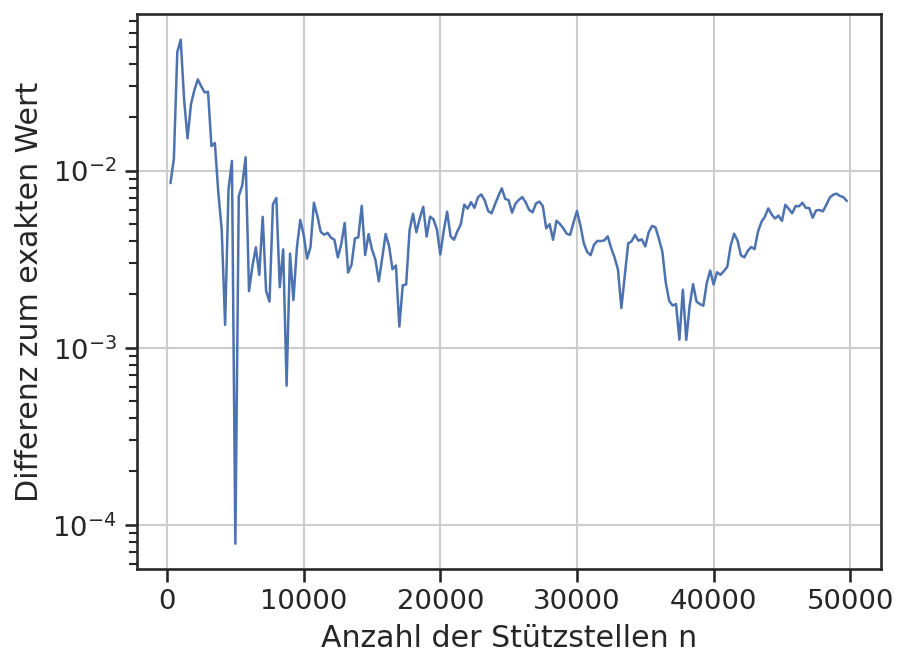 Differenz zum exakten Wert
10⁻²
10⁻³
10⁻⁴
0 10000 20000 30000 40000 50000
Anzahl der Stützstellen n